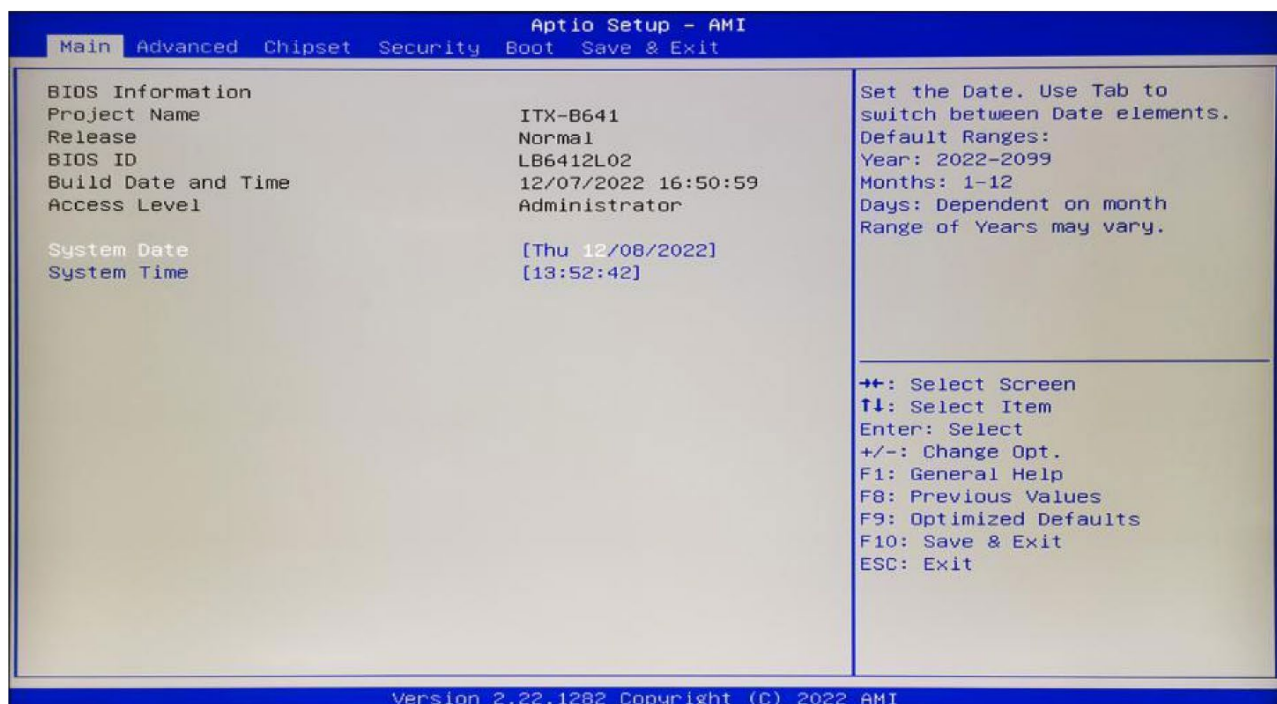 Aptio Setup – AMI
Main Advanced Chipset Security Boot Save & Exit
BIOS Information
Project Name ITX-B641
Release Normal
BIOS ID LB6412L02
Build Date and Time 12/07/2022 16:50:59
Access Level Administrator
System Date [Thu 12/08/2022]
System Time [13:52:42]
Set the Date. Use Tab to
switch between Date elements.
Default Ranges:
Year: 2022-2099
Months: 1-12
Days: Dependent on month
Range of Years may vary.
→←: Select Screen
↑↓: Select Item
Enter: Select
+/-: Change Opt.
F1: General Help
F8: Previous Values
F9: Optimized Defaults
F10: Save & Exit
ESC: Exit
Version 2.22.1282 Copyright (C) 2022 AMI